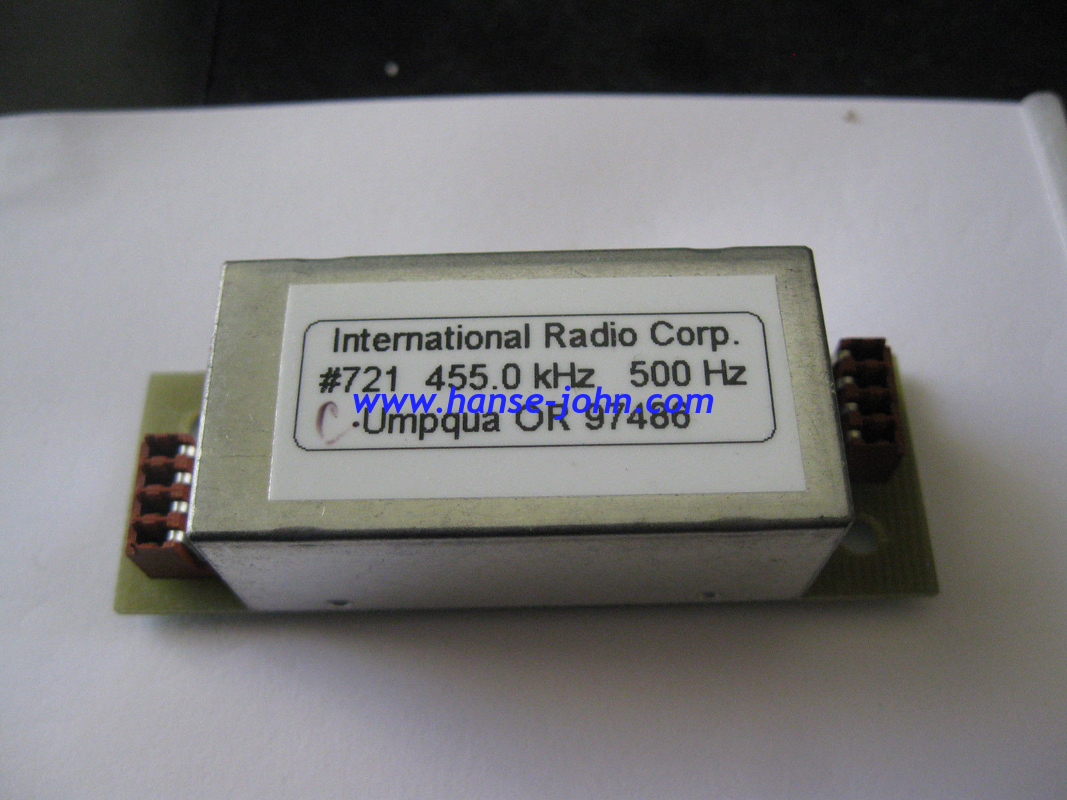 International Radio Corp.
#721 455.0 kHz 500 Hz
www.hanse-john.com
C ·Umpqua OR 97486